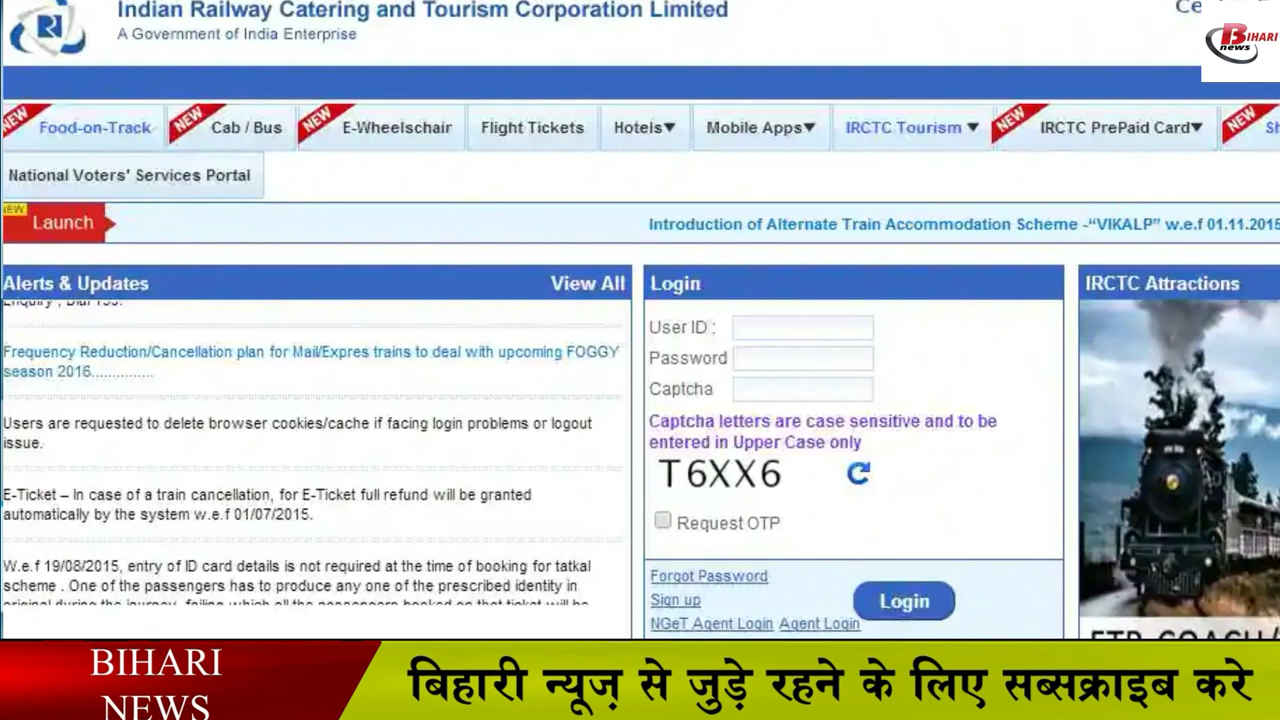 Indian Railway Catering and Tourism Corporation Limited
A Government of India Enterprise
BIHARI
news
NEW
Food-on-Track
NEW
Cab / Bus
NEW
E-Wheelschair
Flight Tickets
Hotels▼
Mobile Apps▼
IRCTC Tourism ▼
NEW
IRCTC PrePaid Card▼
NEW
National Voters' Services Portal
NEW
Launch
Introduction of Alternate Train Accommodation Scheme -“VIKALP” w.e.f 01.11.2015
Alerts & Updates
View All
Frequency Reduction/Cancellation plan for Mail/Expres trains to deal with upcoming FOGGY
season 2016...............
Users are requested to delete browser cookies/cache if facing login problems or logout
issue.
E-Ticket – In case of a train cancellation, for E-Ticket full refund will be granted
automatically by the system w.e.f 01/07/2015.
W.e.f 19/08/2015, entry of ID card details is not required at the time of booking for tatkal
scheme . One of the passengers has to produce any one of the prescribed identity in
Login
User ID :
Password
Captcha
Captcha letters are case sensitive and to be
entered in Upper Case only
T6XX6
Request OTP
Forgot Password
Sign up
NGeT Agent Login Agent Login
Login
IRCTC Attractions
BIHARI
NEWS
बिहारी न्यूज़ से जुड़े रहने के लिए सब्सक्राइब करे